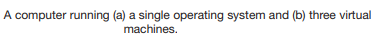 A computer running (a) a single operating system and (b) three virtual
machines.